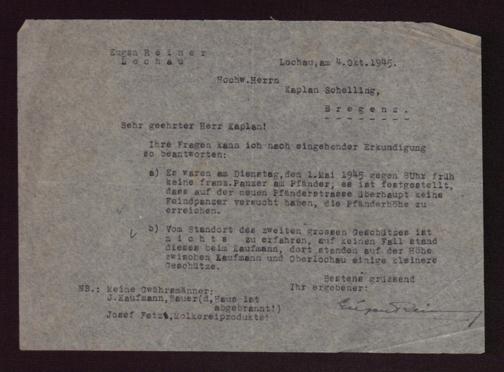 Eugen Reiner
Lochau
Lochau, am 4.Okt.1945.
Hochw.Herrn
Kaplan Schelling,
Bregenz.
Sehr geehrter Herr Kaplan!
Ihre Fragen kann ich nach eingehender Erkundigung
so beantworten:
a) Es waren am Dienstag,den 1.Mai 1945 gegen 8Uhr früh
keine franz.Panzer am Pfänder; es ist festgestellt,
dass auf der neuen Pfänderstrasse überhaupt keine
Feindpanzer versucht haben, die Pfänderhöhe zu
erreichen.
b) Vom Standort des zweiten grossen Geschützes ist
nichts zu erfahren, auf keinen Fall stand
dieses beim Kaufmann, dort standen auf der Höhe
zwischen Kaufmann und Oberlochau einige kleinere
Geschütze.
Bestens grüssend
Ihr ergebener:
NB.: Meine Gwährsmänner:
J.Kaufmann,Bauer(d.Haus ist
abgebrannt!)
Josef Fetz,Molkereiprodukte!